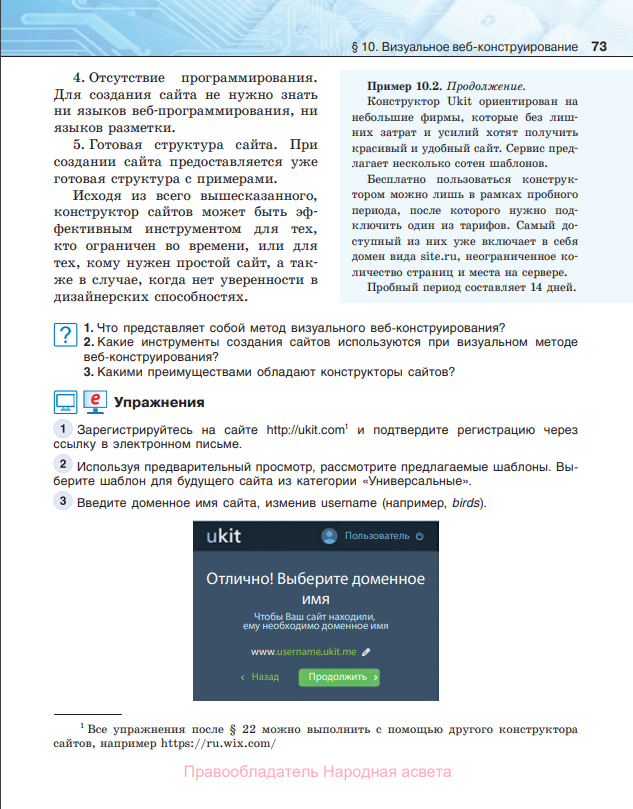 § 10. Визуальное веб-конструирование 73
4. Отсутствие программирования.
Для создания сайта не нужно знать
ни языков веб-программирования, ни
языков разметки.
5. Готовая структура сайта. При
создании сайта предоставляется уже
готовая структура с примерами.
Исходя из всего вышесказанного,
конструктор сайтов может быть эф-
фективным инструментом для тех,
кто ограничен во времени, или для
тех, кому нужен простой сайт, а так-
же в случае, когда нет уверенности в
дизайнерских способностях.
Пример 10.2. Продолжение.
Конструктор Ukit ориентирован на
небольшие фирмы, которые без лиш-
них затрат и усилий хотят получить
красивый и удобный сайт. Сервис пред-
лагает несколько сотен шаблонов.
Бесплатно пользоваться конструк-
тором можно лишь в рамках пробного
периода, после которого нужно под-
ключить один из тарифов. Самый до-
ступный из них уже включает в себя
домен вида site.ru, неограниченное ко-
личество страниц и места на сервере.
Пробный период составляет 14 дней.
?
1. Что представляет собой метод визуального веб-конструирования?
2. Какие инструменты создания сайтов используются при визуальном методе
веб-конструирования?
3. Какими преимуществами обладают конструкторы сайтов?
e Упражнения
1 Зарегистрируйтесь на сайте http://ukit.com¹ и подтвердите регистрацию через
ссылку в электронном письме.
2 Используя предварительный просмотр, рассмотрите предлагаемые шаблоны. Вы-
берите шаблон для будущего сайта из категории «Универсальные».
3 Введите доменное имя сайта, изменив username (например, birds).
ukit Пользователь
Отлично! Выберите доменное
имя
Чтобы Ваш сайт находили,
ему необходимо доменное имя
www.username.ukit.me
‹ Назад Продолжить ›
¹ Все упражнения после § 22 можно выполнить с помощью другого конструктора
сайтов, например https://ru.wix.com/
Правообладатель Народная асвета